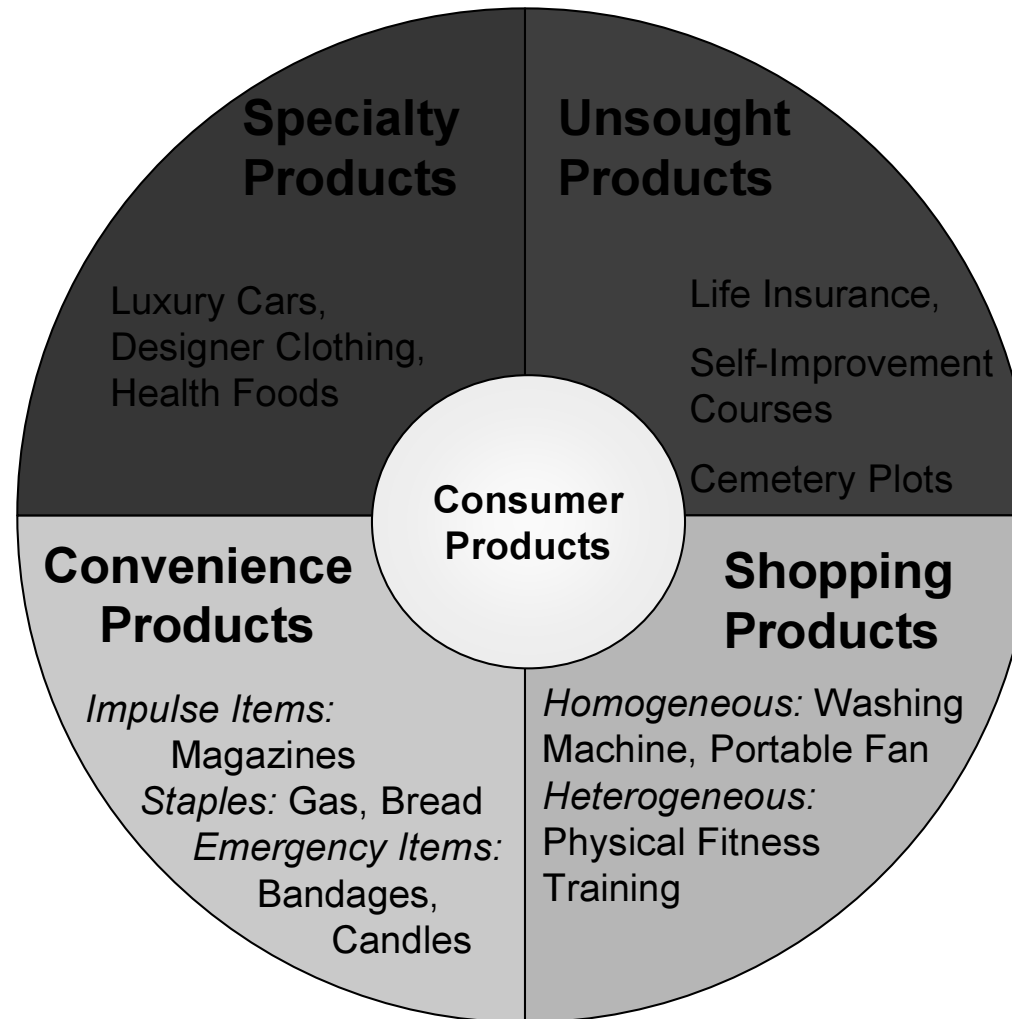 Specialty
Products
Luxury Cars,
Designer Clothing,
Health Foods
Unsought
Products
Life Insurance,
Self-Improvement
Courses
Cemetery Plots
Consumer
Products
Convenience
Products
Impulse Items:
Magazines
Staples: Gas, Bread
Emergency Items:
Bandages,
Candles
Shopping
Products
Homogeneous: Washing
Machine, Portable Fan
Heterogeneous:
Physical Fitness
Training